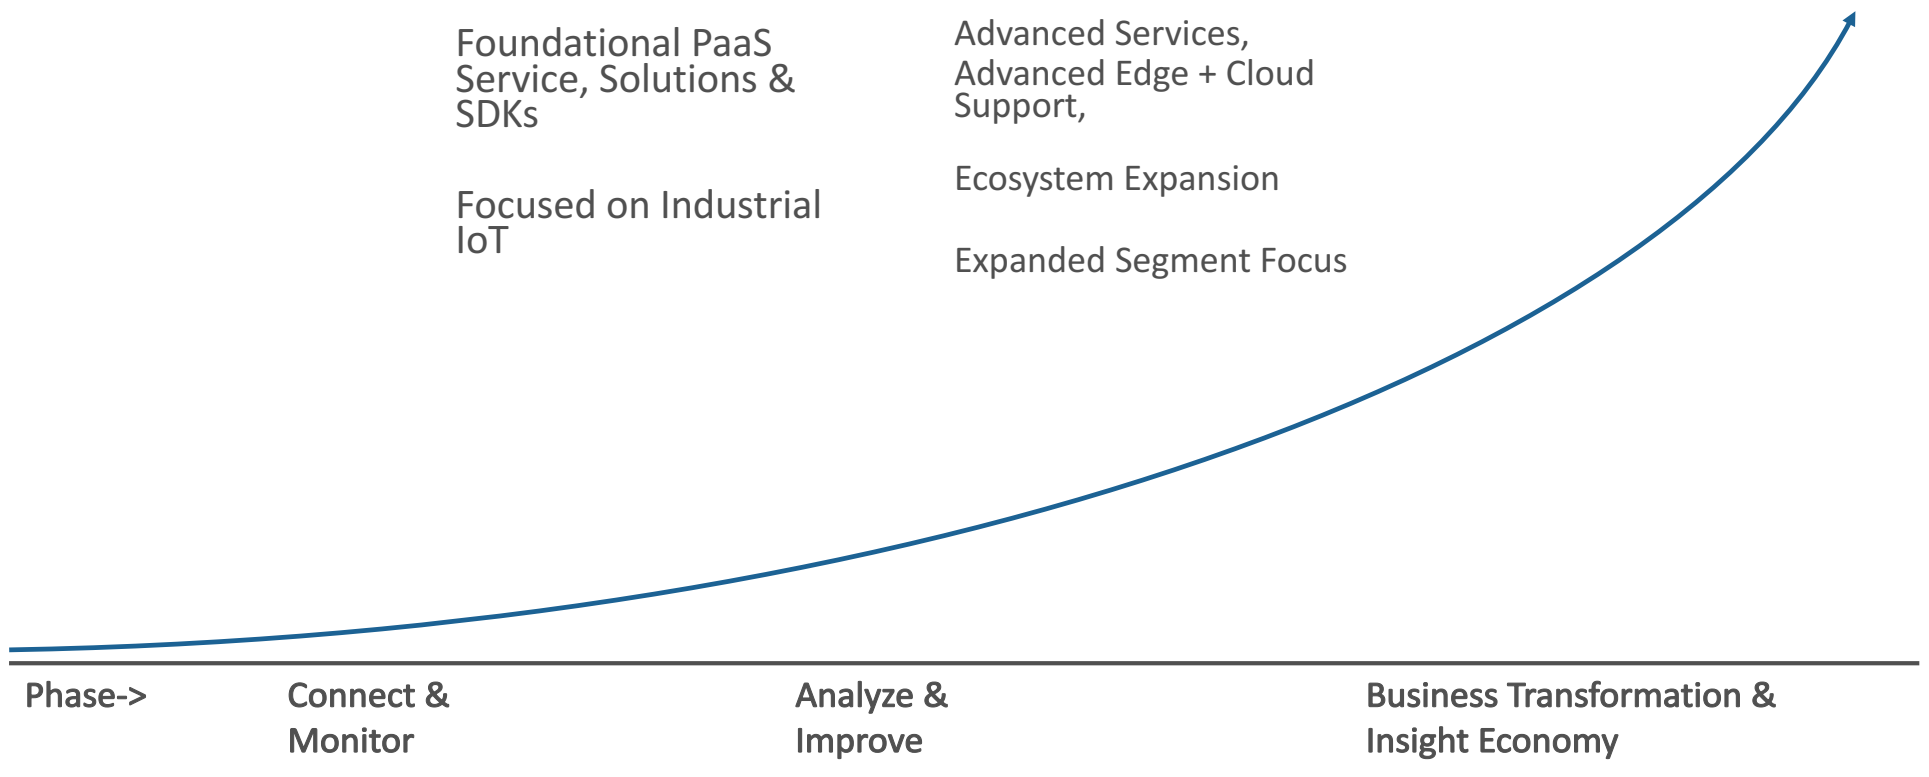 Foundational PaaS
Service, Solutions &
SDKs
Focused on Industrial
IoT
Advanced Services,
Advanced Edge + Cloud
Support,
Ecosystem Expansion
Expanded Segment Focus
Phase->
Connect &
Monitor
Analyze &
Improve
Business Transformation &
Insight Economy